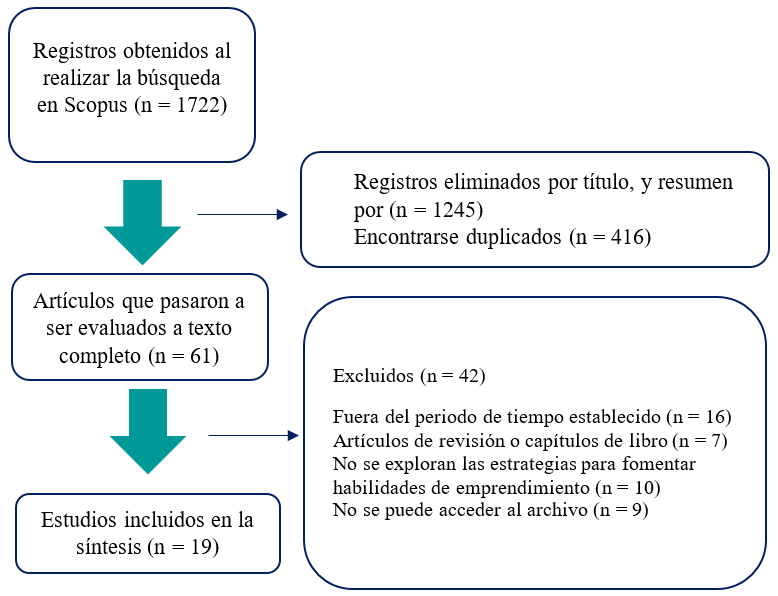 Registros obtenidos al
realizar la búsqueda
en Scopus (n = 1722)
Registros eliminados por título, y resumen
por (n = 1245)
Encontrarse duplicados (n = 416)
Artículos que pasaron a
ser evaluados a texto
completo (n = 61)
Excluidos (n = 42)
Fuera del periodo de tiempo establecido (n = 16)
Artículos de revisión o capítulos de libro (n = 7)
No se exploran las estrategias para fomentar
habilidades de emprendimiento (n = 10)
No se puede acceder al archivo (n = 9)
Estudios incluidos en la
síntesis (n = 19)